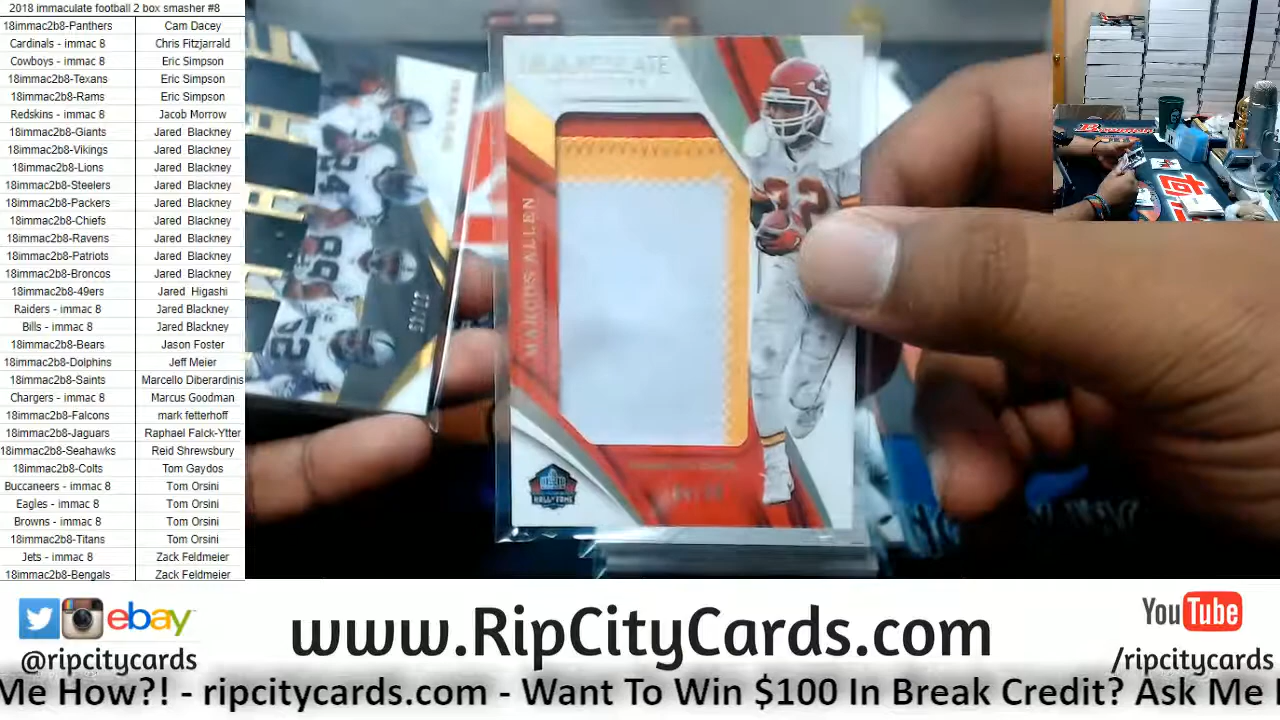 2018 immaculate football 2 box smasher #8
18immac2b8-Panthers Cam Dacey
Cardinals - immac 8 Chris Fitzjarrald
Cowboys - immac 8 Eric Simpson
18immac2b8-Texans Eric Simpson
18immac2b8-Rams Eric Simpson
Redskins - immac 8 Jacob Morrow
18immac2b8-Giants Jared Blackney
18immac2b8-Vikings Jared Blackney
18immac2b8-Lions Jared Blackney
18immac2b8-Steelers Jared Blackney
18immac2b8-Packers Jared Blackney
18immac2b8-Chiefs Jared Blackney
18immac2b8-Ravens Jared Blackney
18immac2b8-Patriots Jared Blackney
18immac2b8-Broncos Jared Blackney
18immac2b8-49ers Jared Higashi
Raiders - immac 8 Jared Blackney
Bills - immac 8 Jared Blackney
18immac2b8-Bears Jason Foster
18immac2b8-Dolphins Jeff Meier
18immac2b8-Saints Marcello Diberardinis
Chargers - immac 8 Marcus Goodman
18immac2b8-Falcons mark fetterhoff
18immac2b8-Jaguars Raphael Falck-Ytter
18immac2b8-Seahawks Reid Shrewsbury
18immac2b8-Colts Tom Gaydos
Buccaneers - immac 8 Tom Orsini
Eagles - immac 8 Tom Orsini
Browns - immac 8 Tom Orsini
18immac2b8-Titans Tom Orsini
Jets - immac 8 Zack Feldmeier
18immac2b8-Bengals Zack Feldmeier
IMMACULATE
MARCUS ALLEN
32
HALL OF FAME
24
89
ebay
@ripcitycards
www.RipCityCards.com
YouTube
/ripcitycards
Me How?! - ripcitycards.com - Want To Win $100 In Break Credit? Ask Me